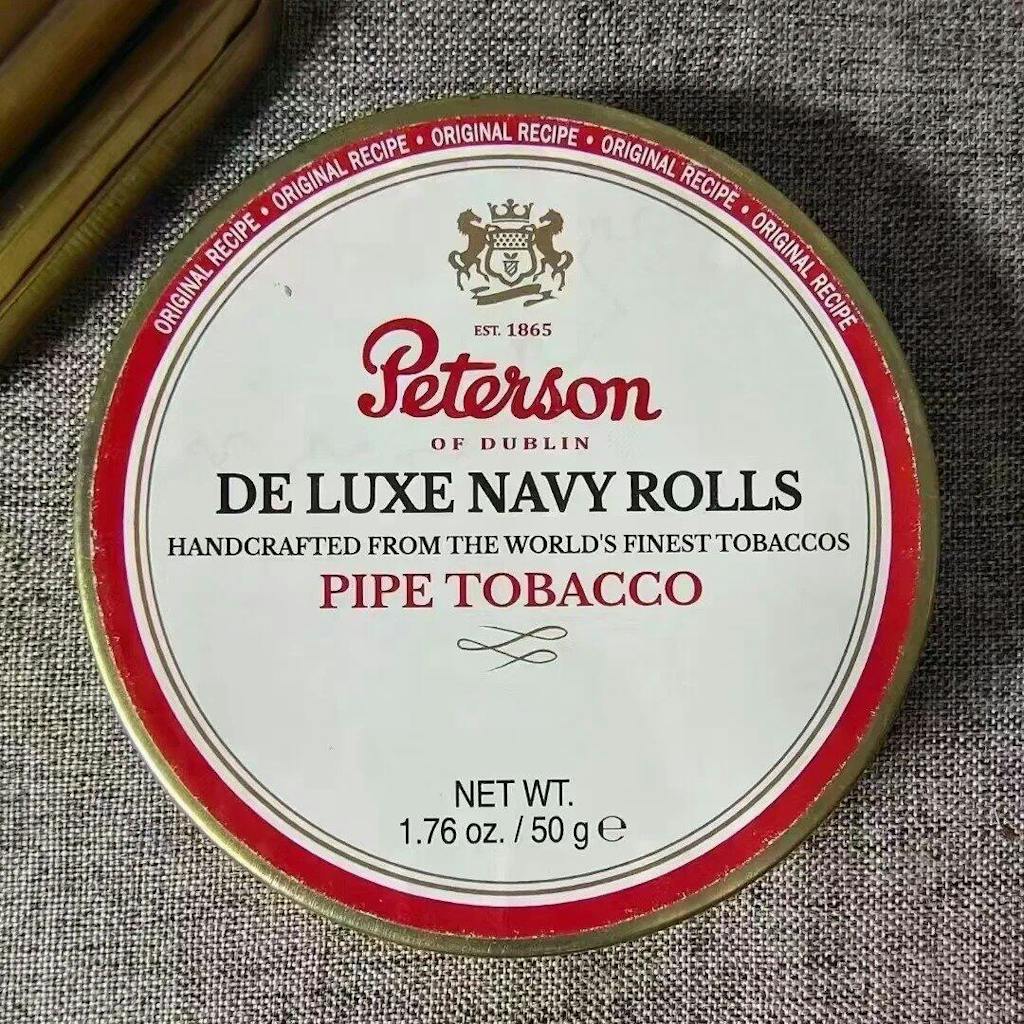 ORIGINAL RECIPE • ORIGINAL RECIPE • ORIGINAL RECIPE • ORIGINAL RECIPE • ORIGINAL RECIPE
EST. 1865
Peterson
OF DUBLIN
DE LUXE NAVY ROLLS
HANDCRAFTED FROM THE WORLD'S FINEST TOBACCOS
PIPE TOBACCO
NET WT.
1.76 oz. / 50 g ℮